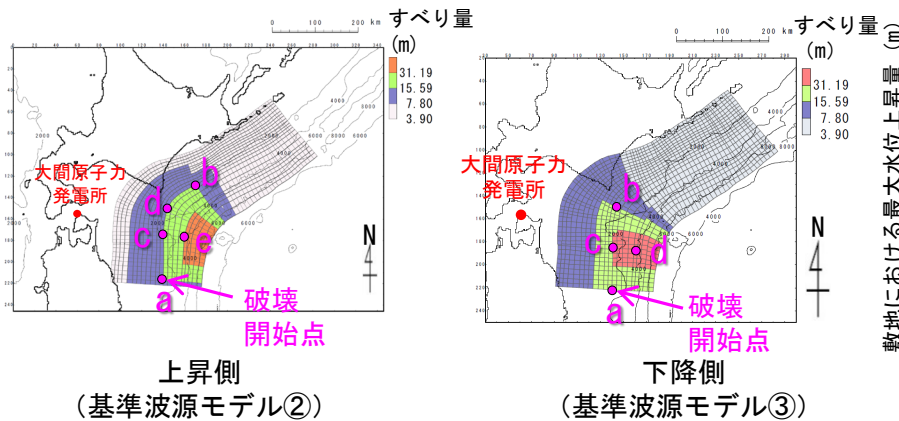 0 100 200 km
すべり量
(m)
31.19
15.59
7.80
3.90
大間原子力
発電所
b
d
c
e
a
破壊
開始点
N
上昇側
(基準波源モデル②)
0 100 200 km
すべり量
(m)
31.19
15.59
7.80
3.90
大間原子力
発電所
b
c
d
a
破壊
開始点
N
下降側
(基準波源モデル③)
敷地における最大水位上昇量 (m)